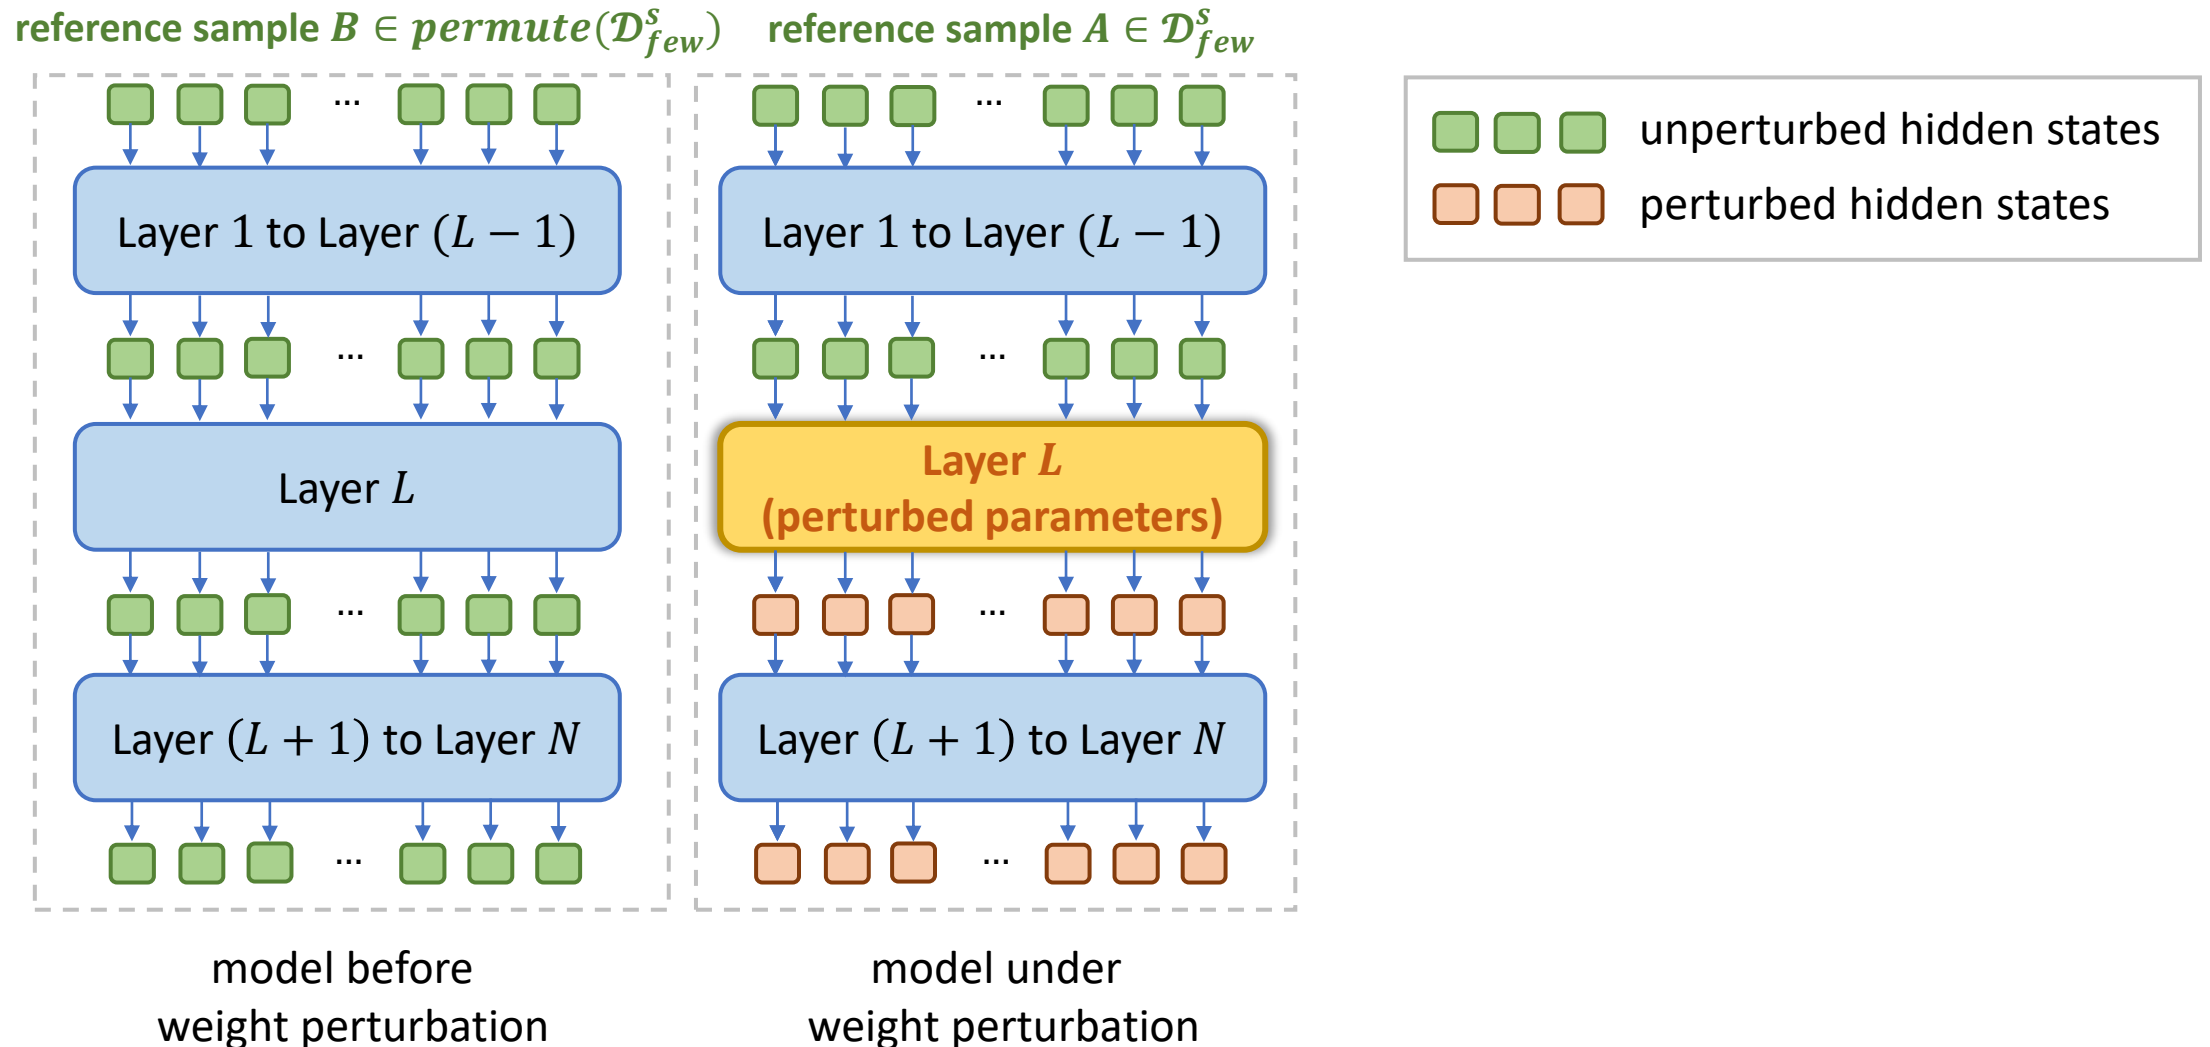 reference sample B ∈ permute(𝒟ˢ_few)
reference sample A ∈ 𝒟ˢ_few
...
...
unperturbed hidden states
perturbed hidden states
Layer 1 to Layer (L − 1)
Layer 1 to Layer (L − 1)
...
...
Layer L
Layer L
(perturbed parameters)
...
...
Layer (L + 1) to Layer N
Layer (L + 1) to Layer N
...
...
model before
weight perturbation
model under
weight perturbation